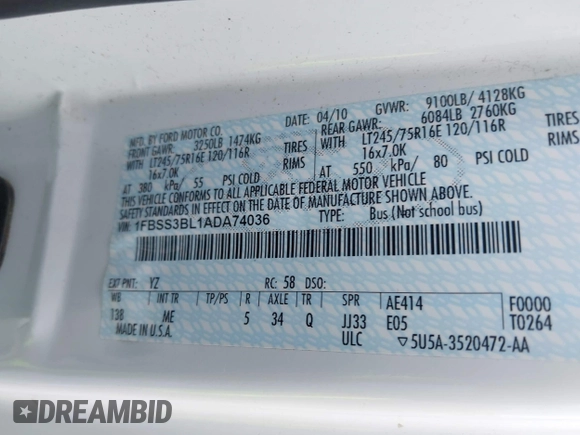 MFD. BY FORD MOTOR CO.
DATE: 04/10 GVWR: 9100LB/ 4128KG
FRONT GAWR: 3250LB 1474KG REAR GAWR: 6084LB 2760KG
WITH LT245/75R16E 120/116R TIRES WITH LT245/75R16E 120/116R TIRES
16x7.0K RIMS 16x7.0K RIMS
AT 380 kPa/ 55 PSI COLD AT 550 kPa/ 80 PSI COLD
THIS VEHICLE CONFORMS TO ALL APPLICABLE FEDERAL MOTOR VEHICLE
SAFETY STANDARDS IN EFFECT ON THE DATE OF MANUFACTURE SHOWN ABOVE.
VIN: 1FBSS3BL1ADA74036 TYPE: Bus (Not school Bus)
EXT PNT: YZ RC: 58 DSO:
WB INT TR TP/PS R AXLE TR SPR AE414 F0000
138 ME 5 34 Q JJ33 E05 T0264
MADE IN U.S.A. ULC ▽5U5A-3520472-AA
DREAMBID